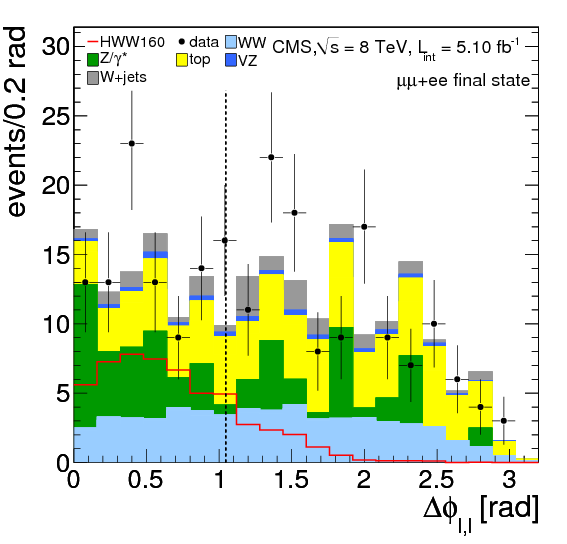 HWW160 data WW CMS,√s = 8 TeV, L_int = 5.10 fb⁻¹
Z/γ* top VZ
W+jets
μμ+ee final state
events/0.2 rad
30
25
20
15
10
5
0
0 0.5 1 1.5 2 2.5 3
Δϕ_l,l [rad]